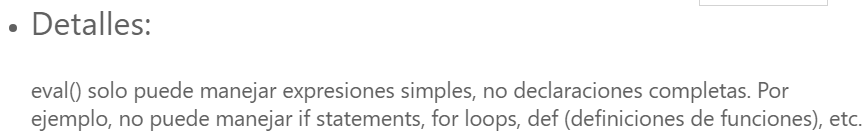 • Detalles:
eval() solo puede manejar expresiones simples, no declaraciones completas. Por
ejemplo, no puede manejar if statements, for loops, def (definiciones de funciones), etc.